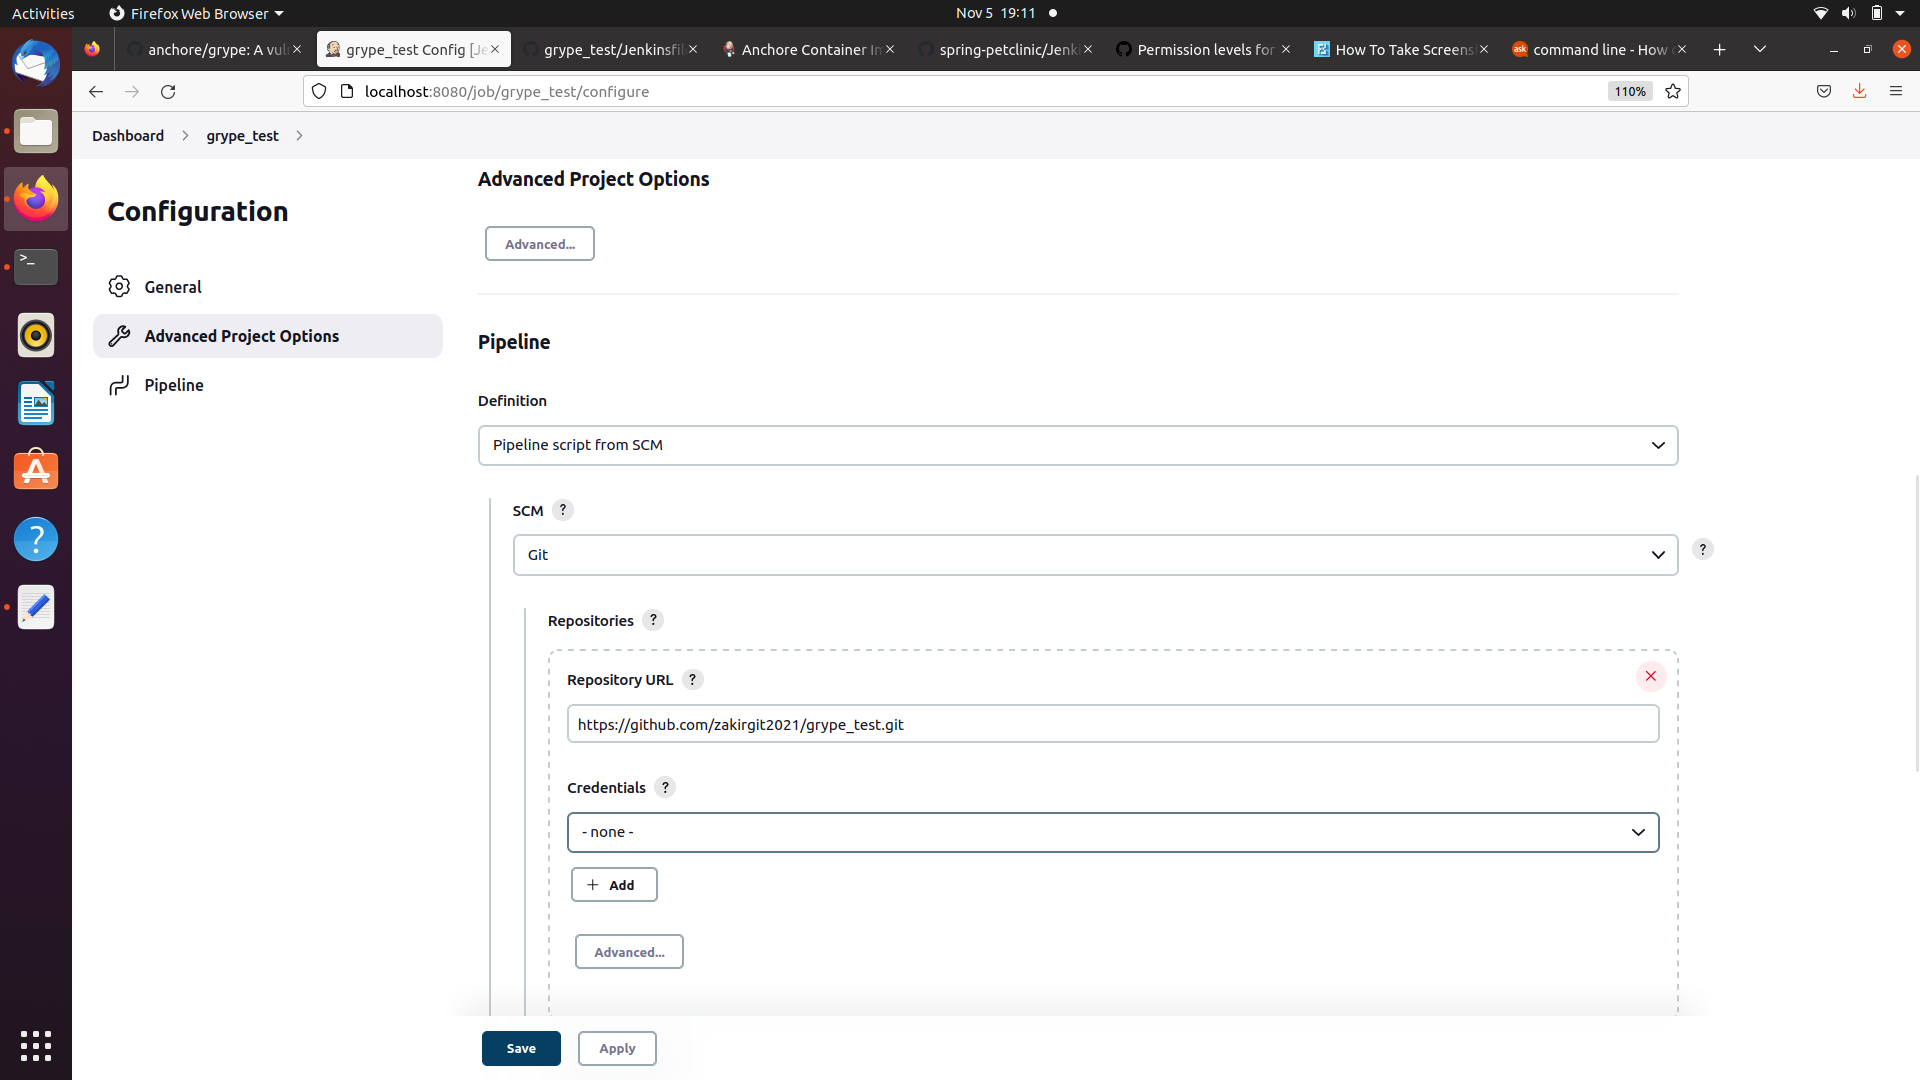 Activities
Firefox Web Browser
Nov 5 19:11
anchore/grype: A vul
grype_test Config [Je
grype_test/Jenkinsfil
Anchore Container Im
spring-petclinic/Jenki
Permission levels for
How To Take Screens
command line - How
localhost:8080/job/grype_test/configure
110%
Dashboard
grype_test
Configuration
General
Advanced Project Options
Pipeline
Advanced Project Options
Advanced...
Pipeline
Definition
Pipeline script from SCM
SCM ?
Git
?
Repositories ?
Repository URL ?
https://github.com/zakirgit2021/grype_test.git
Credentials ?
- none -
+ Add
Advanced...
Save
Apply